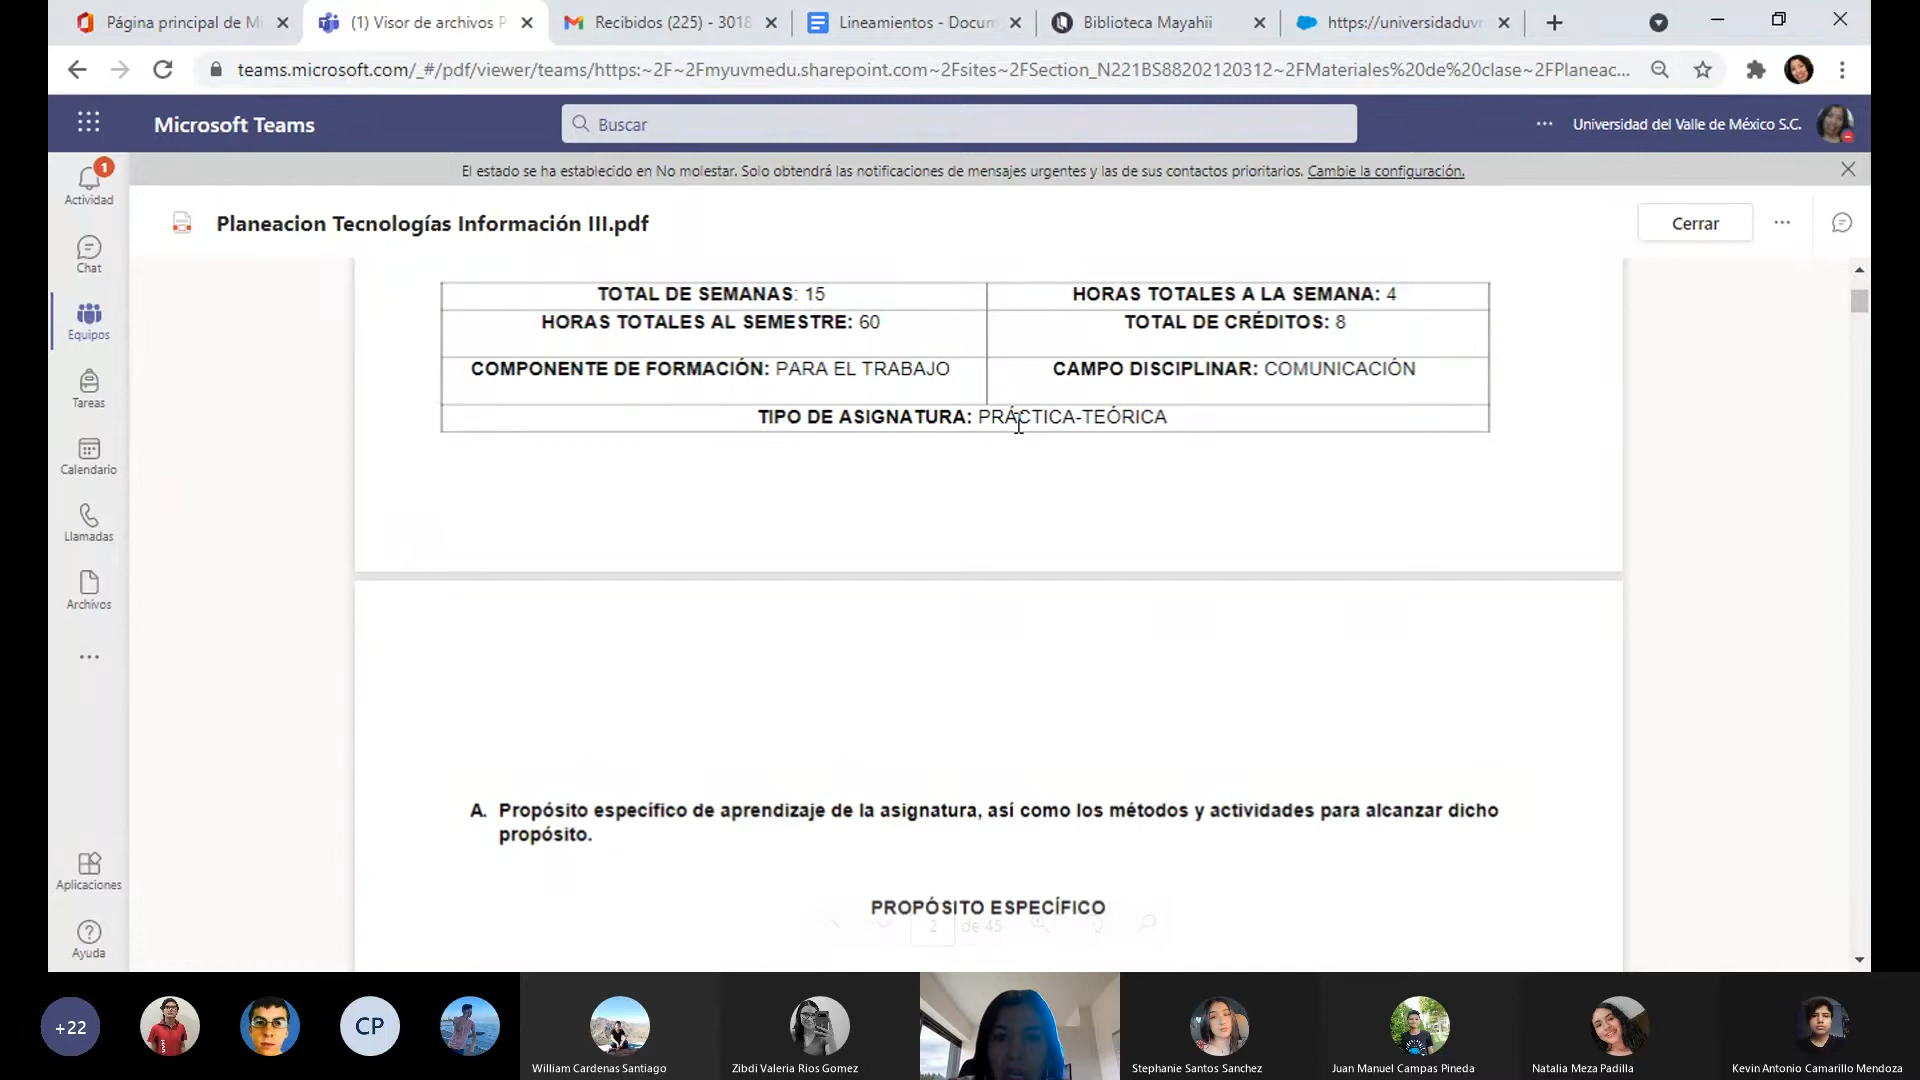 Página principal de Mi
(1) Visor de archivos P
Recibidos (225) - 3018
Lineamientos - Docum
Biblioteca Mayahii
https://universidaduvm
teams.microsoft.com/_#/pdf/viewer/teams/https:~2F~2Fmyuvmedu.sharepoint.com~2Fsites~2FSection_N221BS88202120312~2FMateriales%20de%20clase~2FPlaneac...
Microsoft Teams
Buscar
Universidad del Valle de México S.C.
El estado se ha establecido en No molestar. Solo obtendrá las notificaciones de mensajes urgentes y las de sus contactos prioritarios. Cambie la configuración.
1
Actividad
Chat
Equipos
Tareas
Calendario
Llamadas
Archivos
Aplicaciones
Ayuda
Planeacion Tecnologías Información III.pdf
Cerrar
TOTAL DE SEMANAS: 15
HORAS TOTALES A LA SEMANA: 4
HORAS TOTALES AL SEMESTRE: 60
TOTAL DE CRÉDITOS: 8
COMPONENTE DE FORMACIÓN: PARA EL TRABAJO
CAMPO DISCIPLINAR: COMUNICACIÓN
TIPO DE ASIGNATURA: PRÁCTICA-TEÓRICA
A. Propósito específico de aprendizaje de la asignatura, así como los métodos y actividades para alcanzar dicho
propósito.
PROPÓSITO ESPECÍFICO
2 de 45
+22
CP
William Cardenas Santiago
Zibdi Valeria Rios Gomez
Stephanie Santos Sanchez
Juan Manuel Campas Pineda
Natalia Meza Padilla
Kevin Antonio Camarillo Mendoza